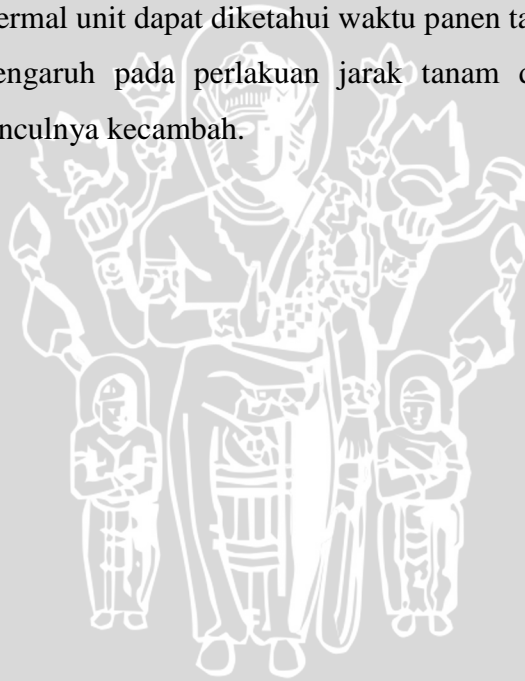 ermal unit dapat diketahui waktu panen ta
engaruh pada perlakuan jarak tanam d
nculnya kecambah.